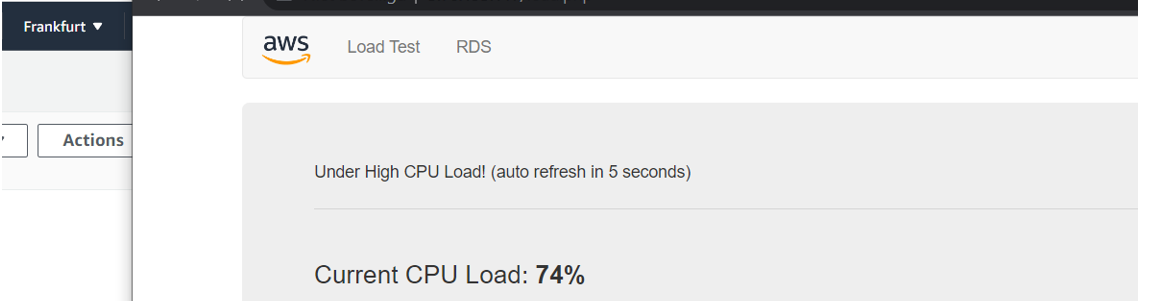 Frankfurt ▼
Actions
aws Load Test RDS
Under High CPU Load! (auto refresh in 5 seconds)
Current CPU Load: 74%